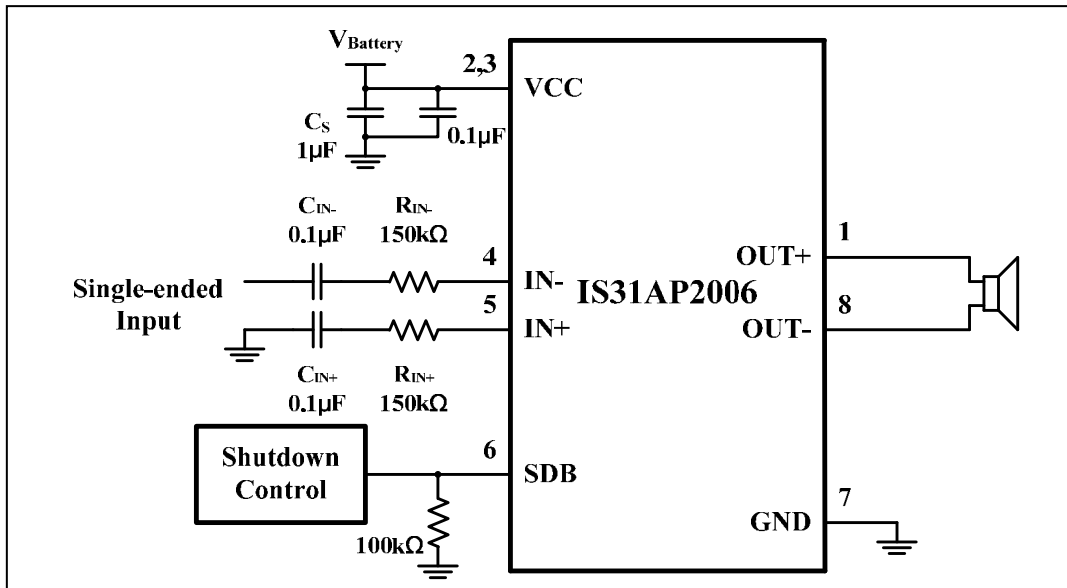 VBattery
2,3
VCC
CS
1µF
0.1µF
CIN-
0.1µF
RIN-
150kΩ
4
IN-
Single-ended
Input
5
IN+
CIN+
0.1µF
RIN+
150kΩ
IS31AP2006
1
OUT+
8
OUT-
Shutdown
Control
6
SDB
100kΩ
7
GND